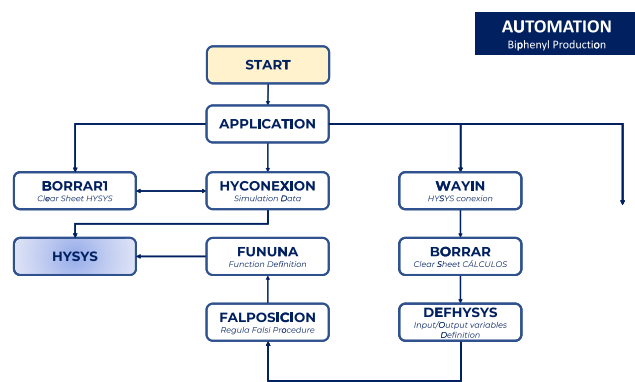 AUTOMATION
Biphenyl Production
START
APPLICATION
BORRAR1
Clear Sheet HYSYS
HYCONEXION
Simulation Data
WAYIN
HYSYS conexion
HYSYS
FUNUNA
Function Definition
BORRAR
Clear Sheet CÁLCULOS
FALPOSICION
Regula Falsi Procedure
DEFHYSYS
Input/Output variables
Definition